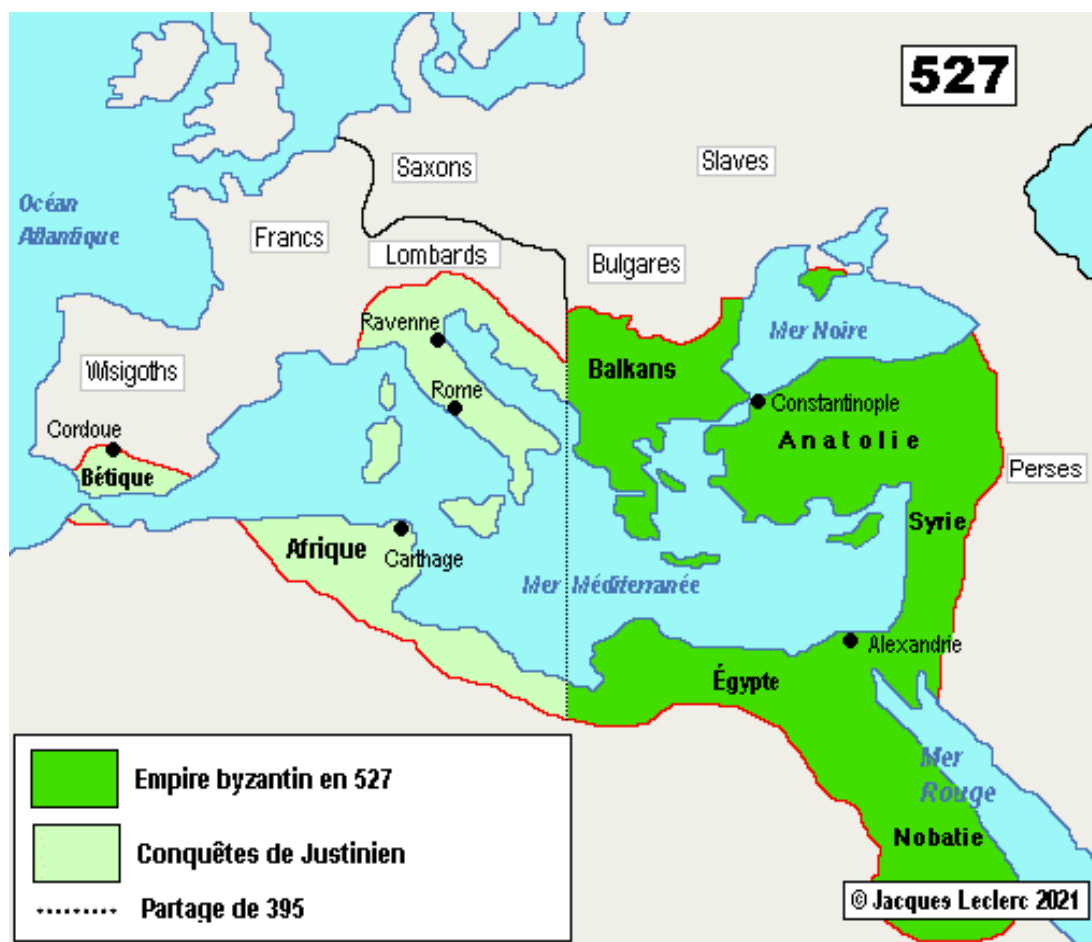 527
Saxons
Slaves
Océan
Atlantique
Francs
Lombards
Bulgares
Ravenne
Mer Noire
Wisigoths
Balkans
Rome
Constantinople
Cordoue
Anatolie
Bétique
Perses
Syrie
Afrique
Carthage
Mer Méditerranée
Alexandrie
Égypte
Mer
Rouge
Nobatie
Empire byzantin en 527
Conquêtes de Justinien
Partage de 395
© Jacques Leclerc 2021